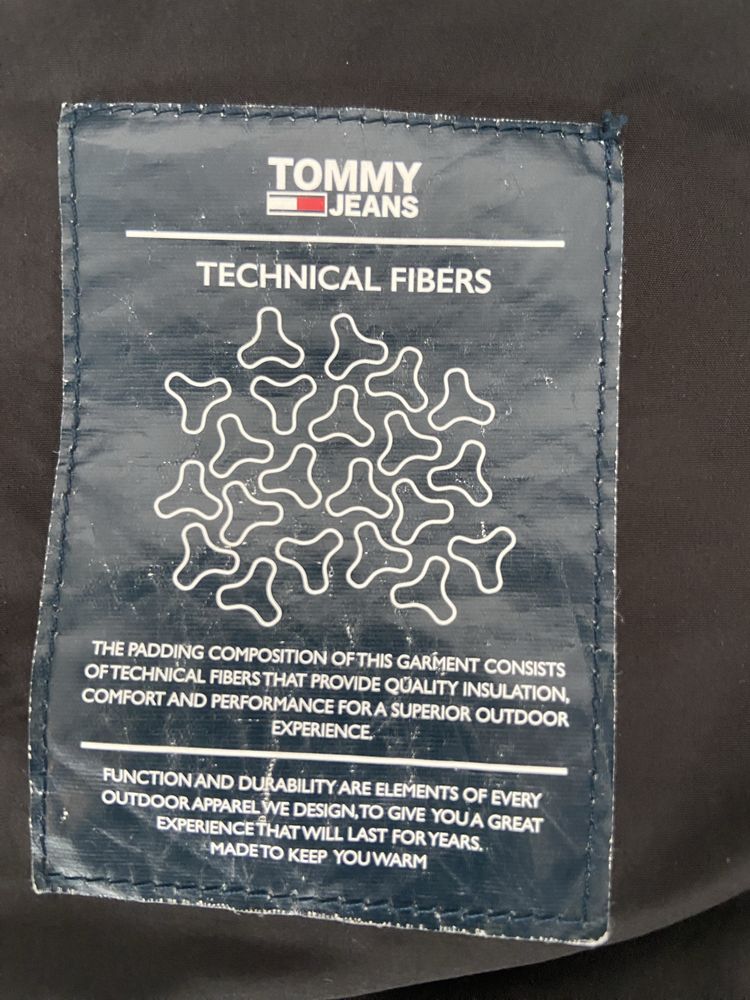 TOMMY
JEANS
TECHNICAL FIBERS
THE PADDING COMPOSITION OF THIS GARMENT CONSISTS
OF TECHNICAL FIBERS THAT PROVIDE QUALITY INSULATION,
COMFORT AND PERFORMANCE FOR A SUPERIOR OUTDOOR
EXPERIENCE.
FUNCTION AND DURABILITY ARE ELEMENTS OF EVERY
OUTDOOR APPAREL WE DESIGN, TO GIVE YOU A GREAT
EXPERIENCE THAT WILL LAST FOR YEARS.
MADE TO KEEP YOU WARM